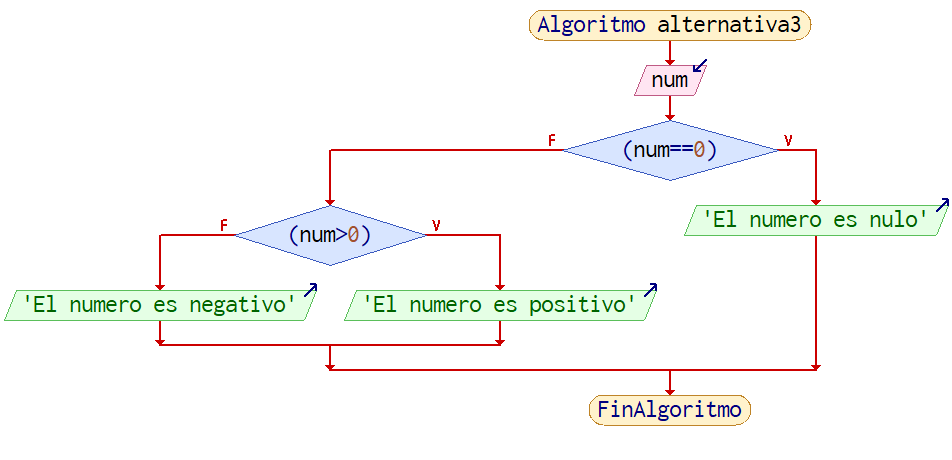 Algoritmo alternativa3
num
F
(num==0)
V
'El numero es nulo'
F
(num>0)
V
'El numero es negativo'
'El numero es positivo'
FinAlgoritmo